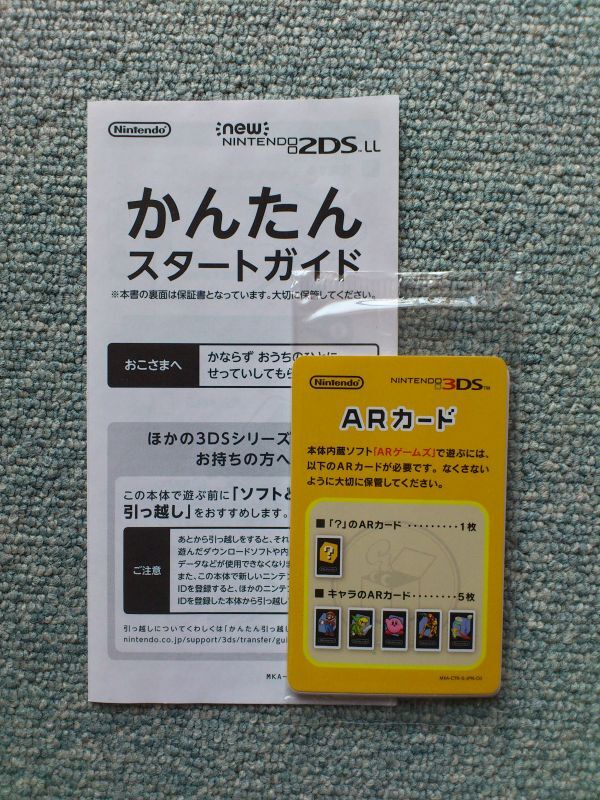 Nintendo
new
NINTENDO 2DS LL
かんたん
スタートガイド
※本書の裏面は保証書となっています。大切に保管してください。
おこさまへ
かならず おうちのひとに
せっていしてもら
ほかの3DSシリーズ
お持ちの方へ
この本体で遊ぶ前に「ソフトと
引っ越し」をおすすめします。
ご注意
あとから引っ越しをすると、それ
遊んだダウンロードソフトや内
データなどが使用できなくなり
また、この本体で新しいニンテン
IDを登録すると、ほかのニンテ
IDを登録した本体から引っ越し
引っ越しについてくわしくは「かんたん引っ越し
nintendo.co.jp/support/3ds/transfer/gui
MKA-
Nintendo
NINTENDO3DS™
ARカード
本体内蔵ソフト「ARゲームズ」で遊ぶには、
以下のARカードが必要です。なくさない
ように大切に保管してください。
■「?」のARカード ·········1枚
?
■ キャラのARカード ········5枚